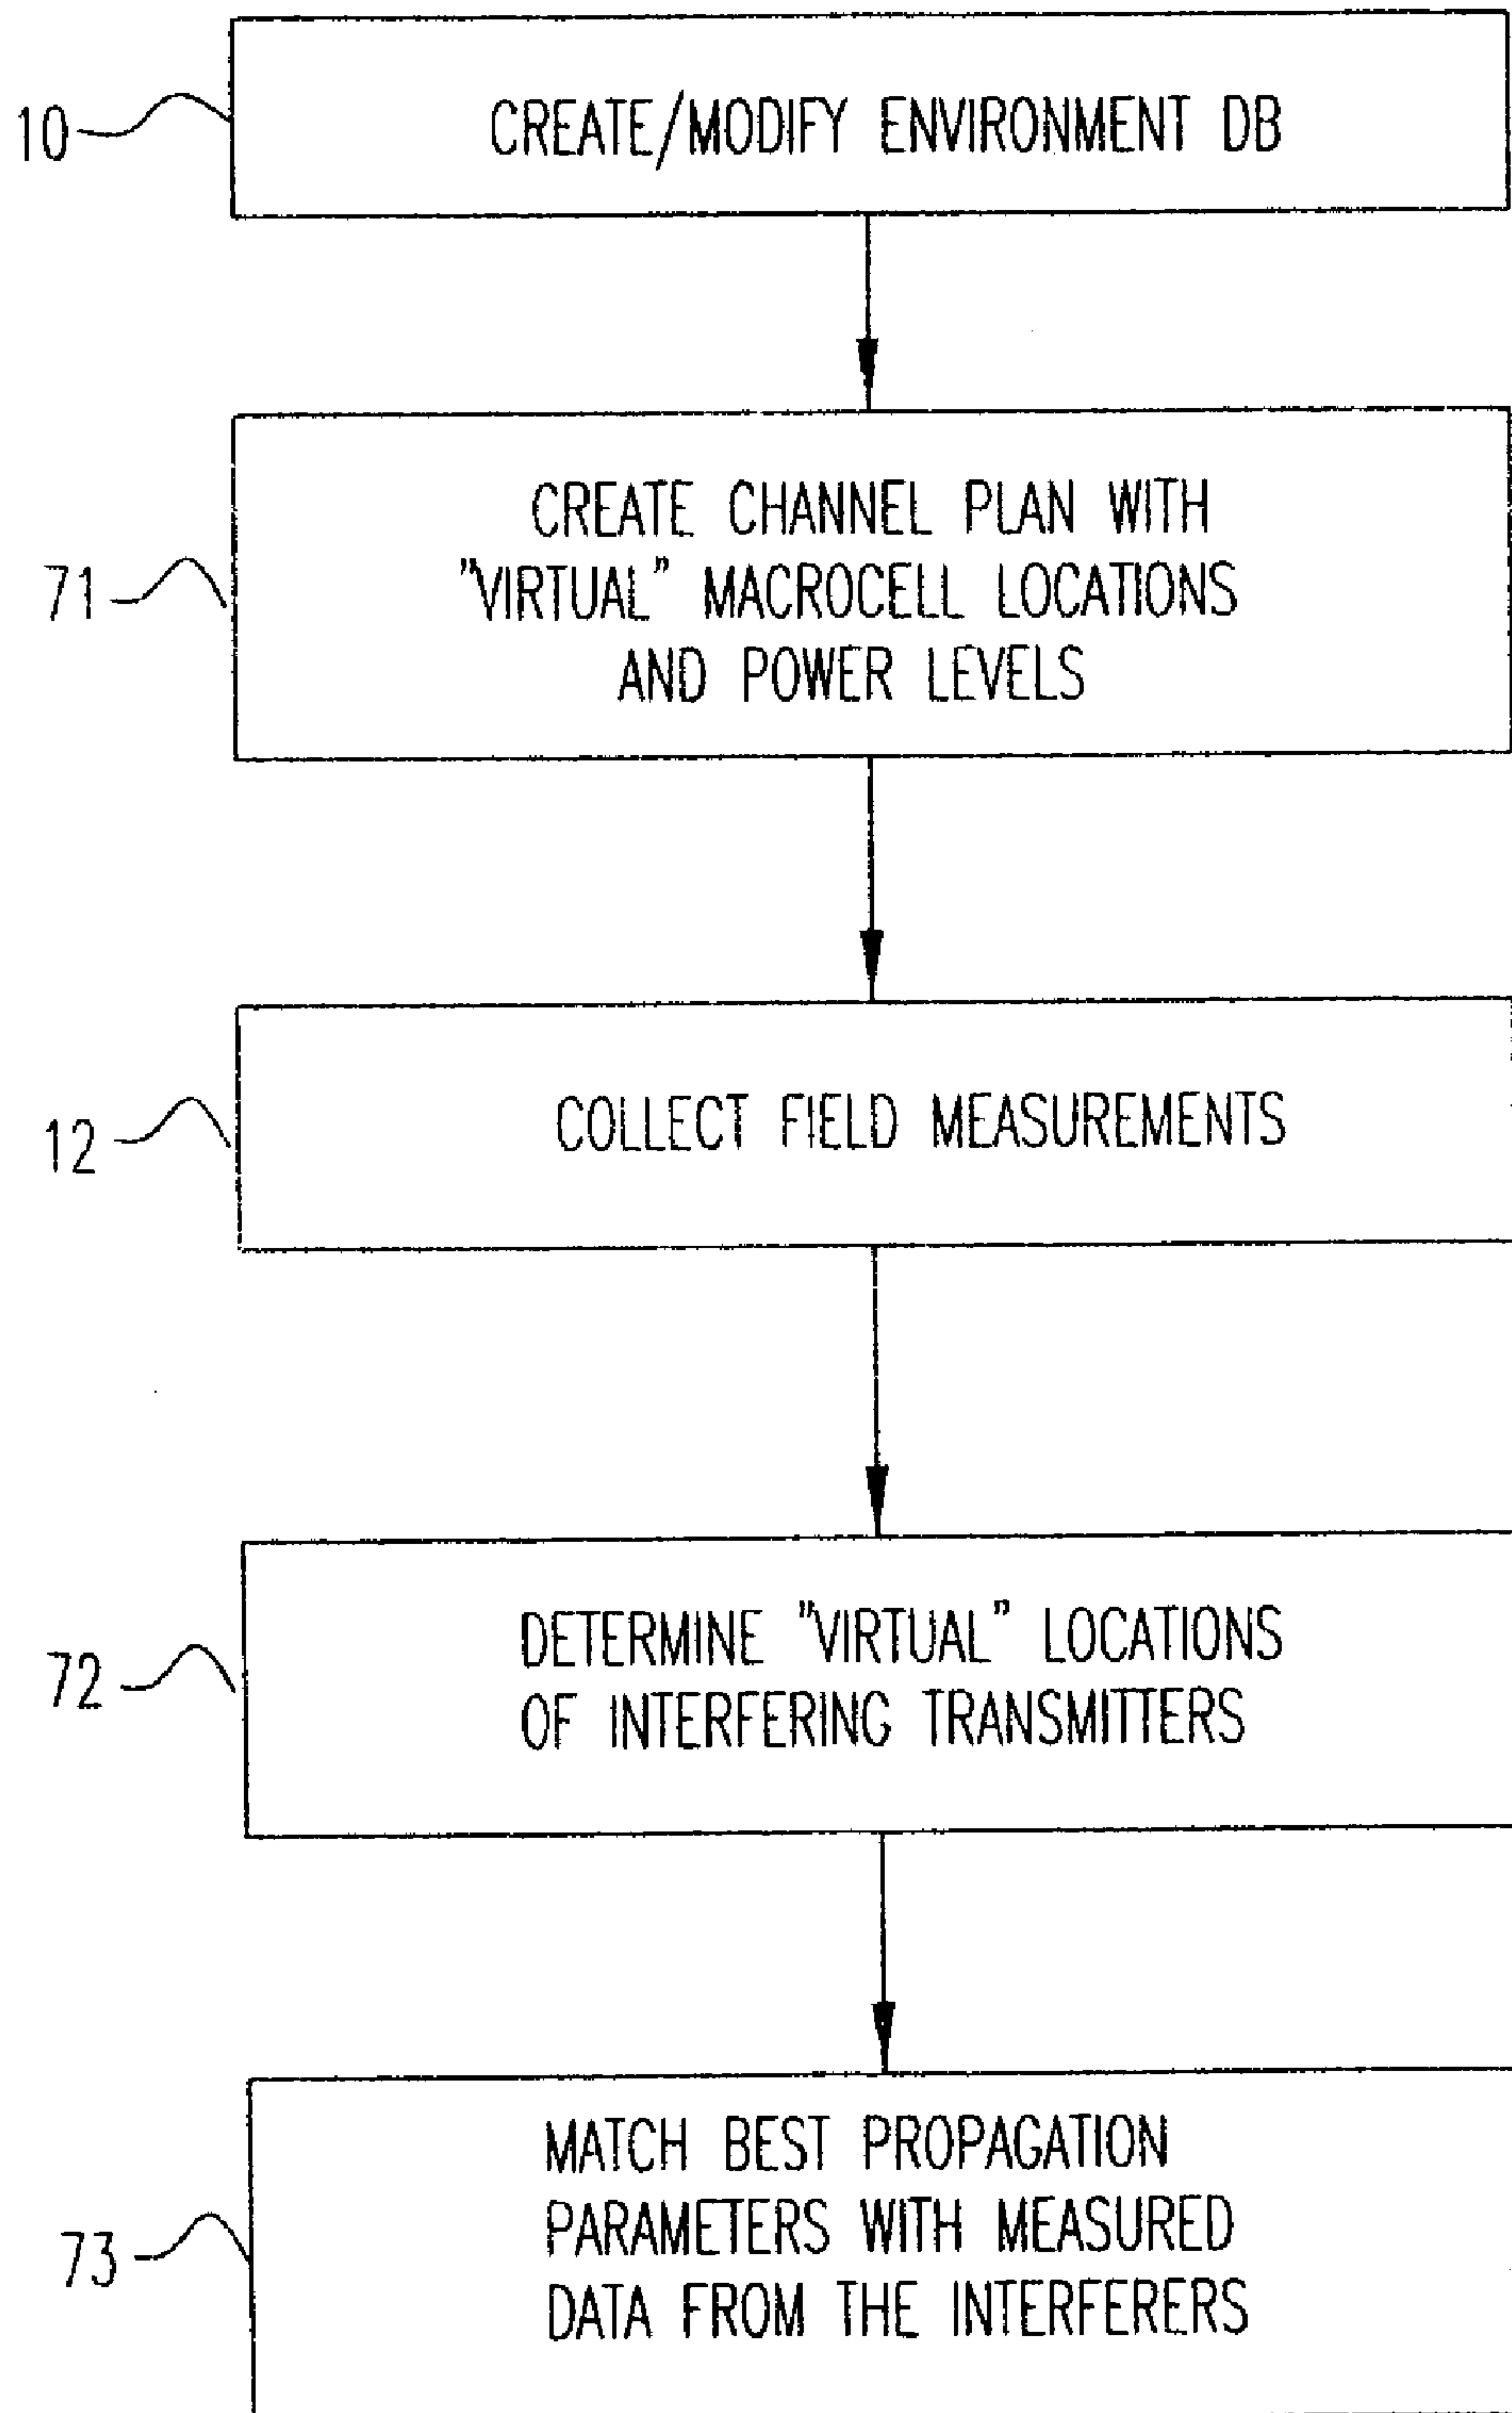 10
CREATE/MODIFY ENVIRONMENT DB
71
CREATE CHANNEL PLAN WITH
"VIRTUAL" MACROCELL LOCATIONS
AND POWER LEVELS
12
COLLECT FIELD MEASUREMENTS
72
DETERMINE "VIRTUAL" LOCATIONS
OF INTERFERING TRANSMITTERS
73
MATCH BEST PROPAGATION
PARAMETERS WITH MEASURED
DATA FROM THE INTERFERERS